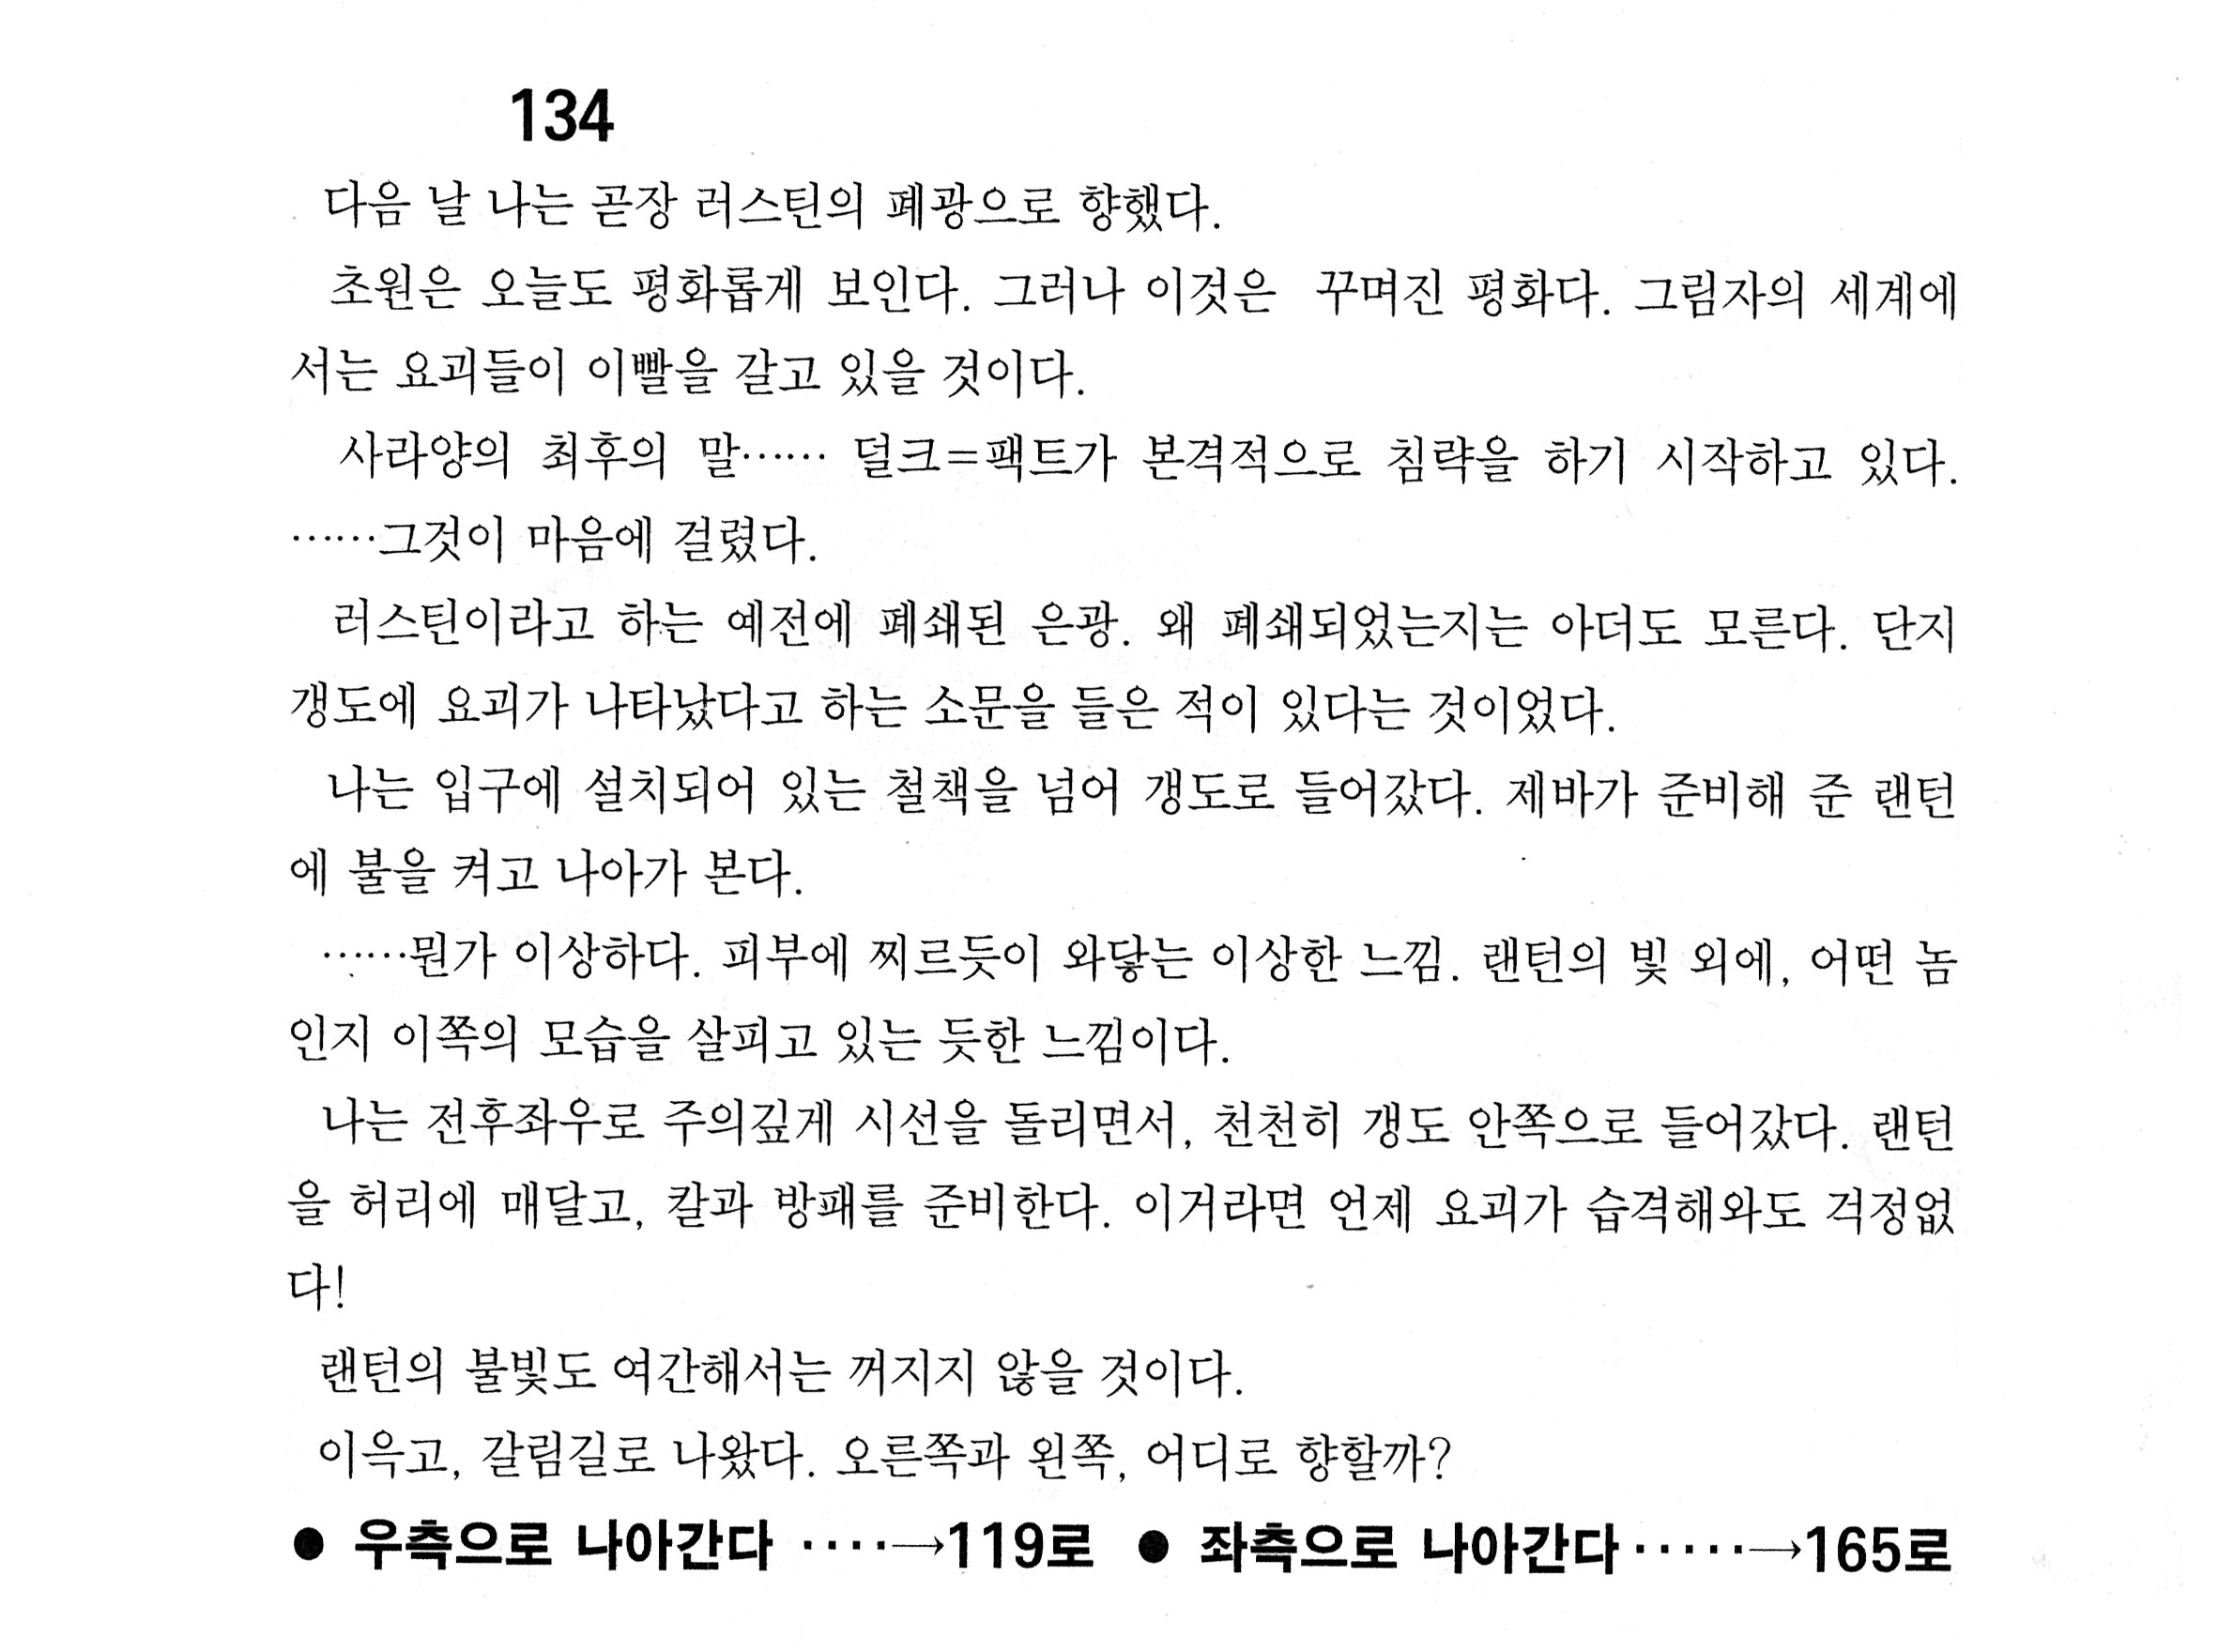 134
다음 날 나는 곧장 러스틴의 폐광으로 향했다.
초원은 오늘도 평화롭게 보인다. 그러나 이것은 꾸며진 평화다. 그림자의 세계에
서는 요괴들이 이빨을 갈고 있을 것이다.
사라양의 최후의 말…… 덜크=팩트가 본격적으로 침략을 하기 시작하고 있다.
……그것이 마음에 걸렸다.
러스틴이라고 하는 예전에 폐쇄된 은광. 왜 폐쇄되었는지는 아더도 모른다. 단지
갱도에 요괴가 나타났다고 하는 소문을 들은 적이 있다는 것이었다.
나는 입구에 설치되어 있는 철책을 넘어 갱도로 들어갔다. 제바가 준비해 준 랜턴
에 불을 켜고 나아가 본다.
……뭔가 이상하다. 피부에 찌르듯이 와닿는 이상한 느낌. 랜턴의 빛 외에, 어떤 놈
인지 이쪽의 모습을 살피고 있는 듯한 느낌이다.
나는 전후좌우로 주의깊게 시선을 돌리면서, 천천히 갱도 안쪽으로 들어갔다. 랜턴
을 허리에 매달고, 칼과 방패를 준비한다. 이거라면 언제 요괴가 습격해와도 걱정없
다!
랜턴의 불빛도 여간해서는 꺼지지 않을 것이다.
이윽고, 갈림길로 나왔다. 오른쪽과 왼쪽, 어디로 향할까?
● 우측으로 나아간다 ····→119로 ● 좌측으로 나아간다·····→165로